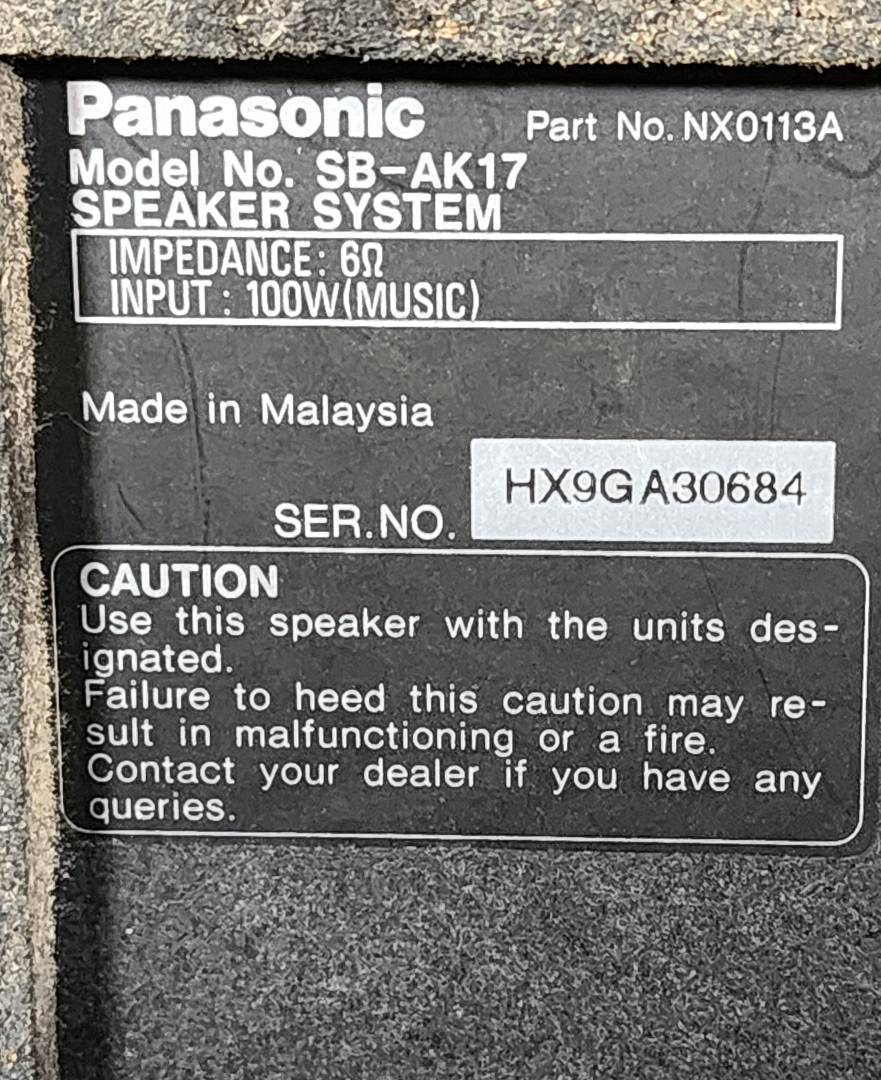 Panasonic
Part No. NX0113A
Model No. SB-AK17
SPEAKER SYSTEM
IMPEDANCE: 6Ω
INPUT : 100W(MUSIC)
Made in Malaysia
HX9GA30684
SER.NO.
CAUTION
Use this speaker with the units des-
ignated.
Failure to heed this caution may re-
sult in malfunctioning or a fire.
Contact your dealer if you have any
queries.